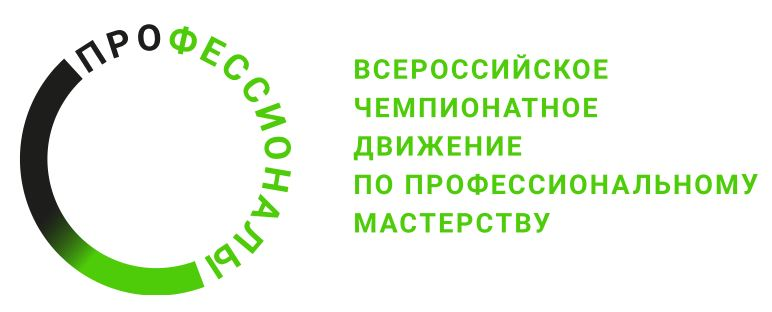 ПРОФЕССИОНАЛЫ
ВСЕРОССИЙСКОЕ
ЧЕМПИОНАТНОЕ
ДВИЖЕНИЕ
ПО ПРОФЕССИОНАЛЬНОМУ
МАСТЕРСТВУ